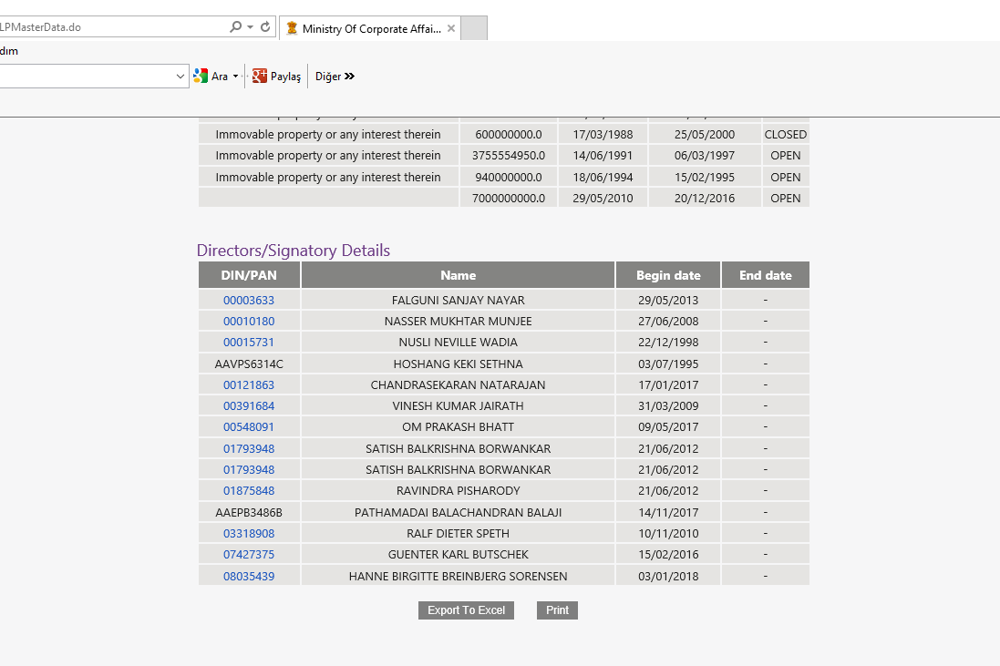 LPMasterData.do
Ministry Of Corporate Affai...
dım
Ara
Paylaş
Diğer
Immovable property or any interest therein 600000000.0 17/03/1988 25/05/2000 CLOSED
Immovable property or any interest therein 3755554950.0 14/06/1991 06/03/1997 OPEN
Immovable property or any interest therein 940000000.0 18/06/1994 15/02/1995 OPEN
7000000000.0 29/05/2010 20/12/2016 OPEN
Directors/Signatory Details
DIN/PAN Name Begin date End date
00003633 FALGUNI SANJAY NAYAR 29/05/2013 -
00010180 NASSER MUKHTAR MUNJEE 27/06/2008 -
00015731 NUSLI NEVILLE WADIA 22/12/1998 -
AAVPS6314C HOSHANG KEKI SETHNA 03/07/1995 -
00121863 CHANDRASEKARAN NATARAJAN 17/01/2017 -
00391684 VINESH KUMAR JAIRATH 31/03/2009 -
00548091 OM PRAKASH BHATT 09/05/2017 -
01793948 SATISH BALKRISHNA BORWANKAR 21/06/2012 -
01793948 SATISH BALKRISHNA BORWANKAR 21/06/2012 -
01875848 RAVINDRA PISHARODY 21/06/2012 -
AAEPB3486B PATHAMADAI BALACHANDRAN BALAJI 14/11/2017 -
03318908 RALF DIETER SPETH 10/11/2010 -
07427375 GUENTER KARL BUTSCHEK 15/02/2016 -
08035439 HANNE BIRGITTE BREINBJERG SORENSEN 03/01/2018 -
Export To Excel Print